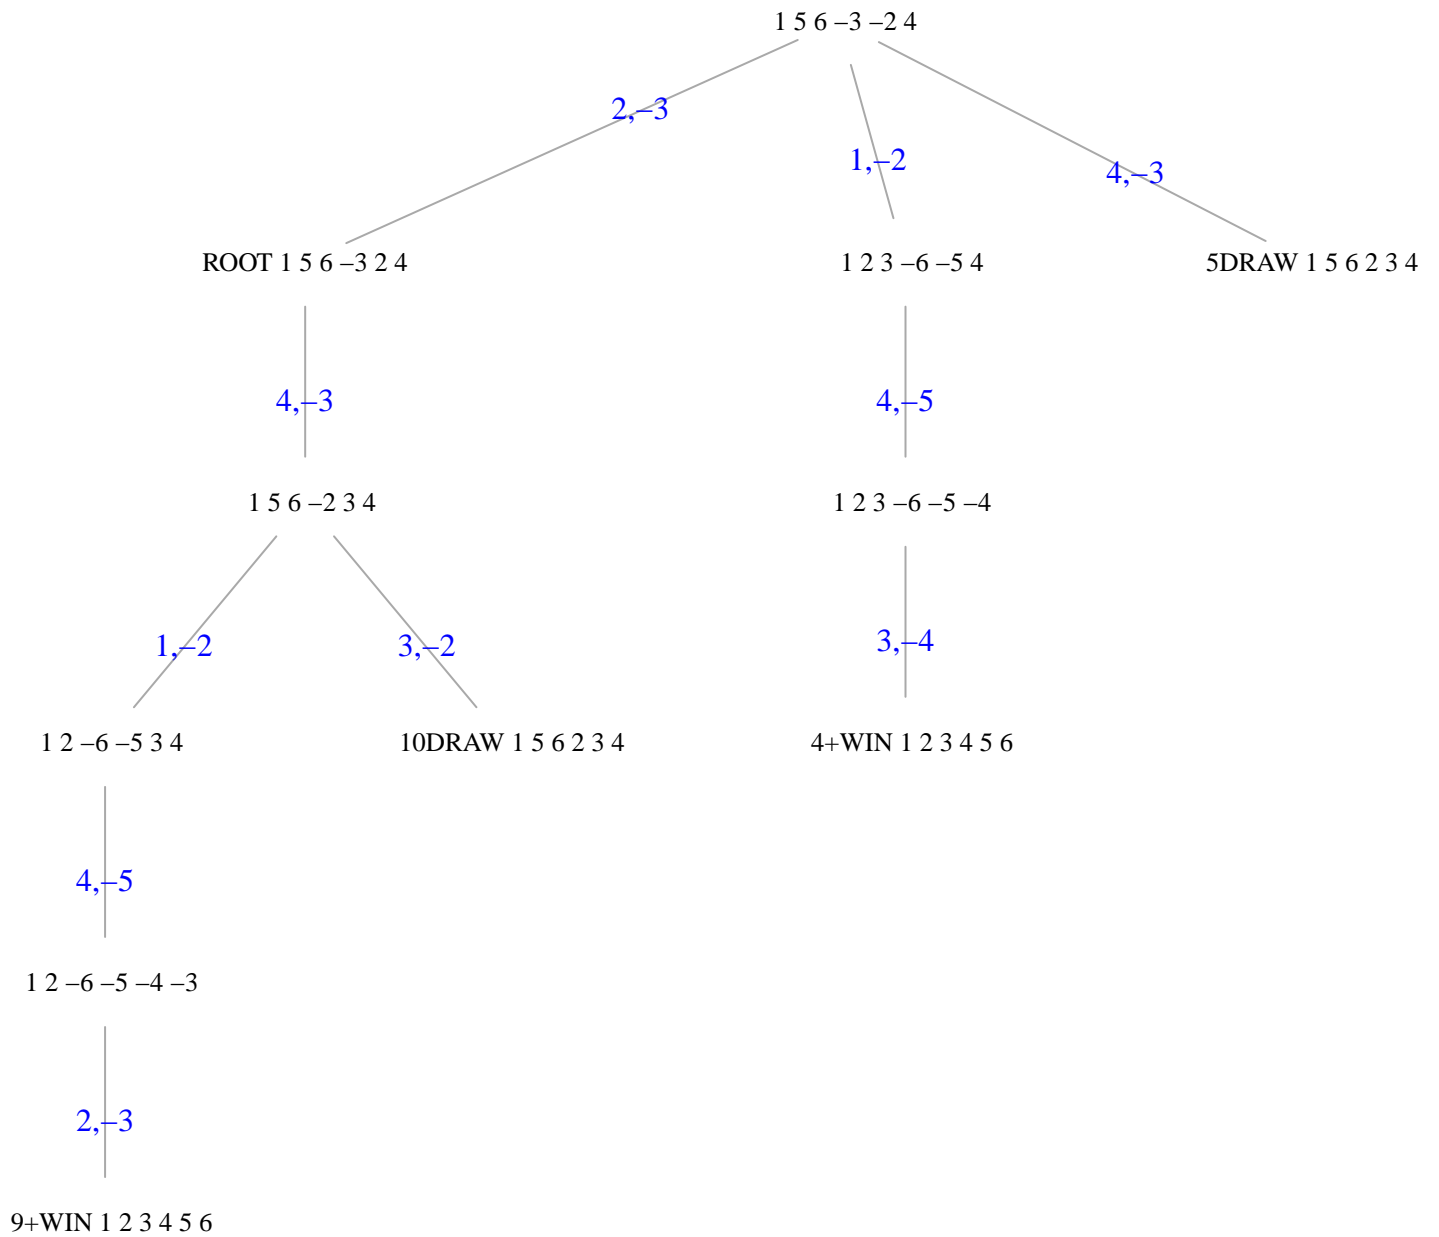 1 5 6 –3 –2 4
2,–3
1,–2
4,–3
ROOT 1 5 6 –3 2 4
1 2 3 –6 –5 4
5DRAW 1 5 6 2 3 4
4,–3
4,–5
1 5 6 –2 3 4
1 2 3 –6 –5 –4
1,–2
3,–2
3,–4
1 2 –6 –5 3 4
10DRAW 1 5 6 2 3 4
4+WIN 1 2 3 4 5 6
4,–5
1 2 –6 –5 –4 –3
2,–3
9+WIN 1 2 3 4 5 6